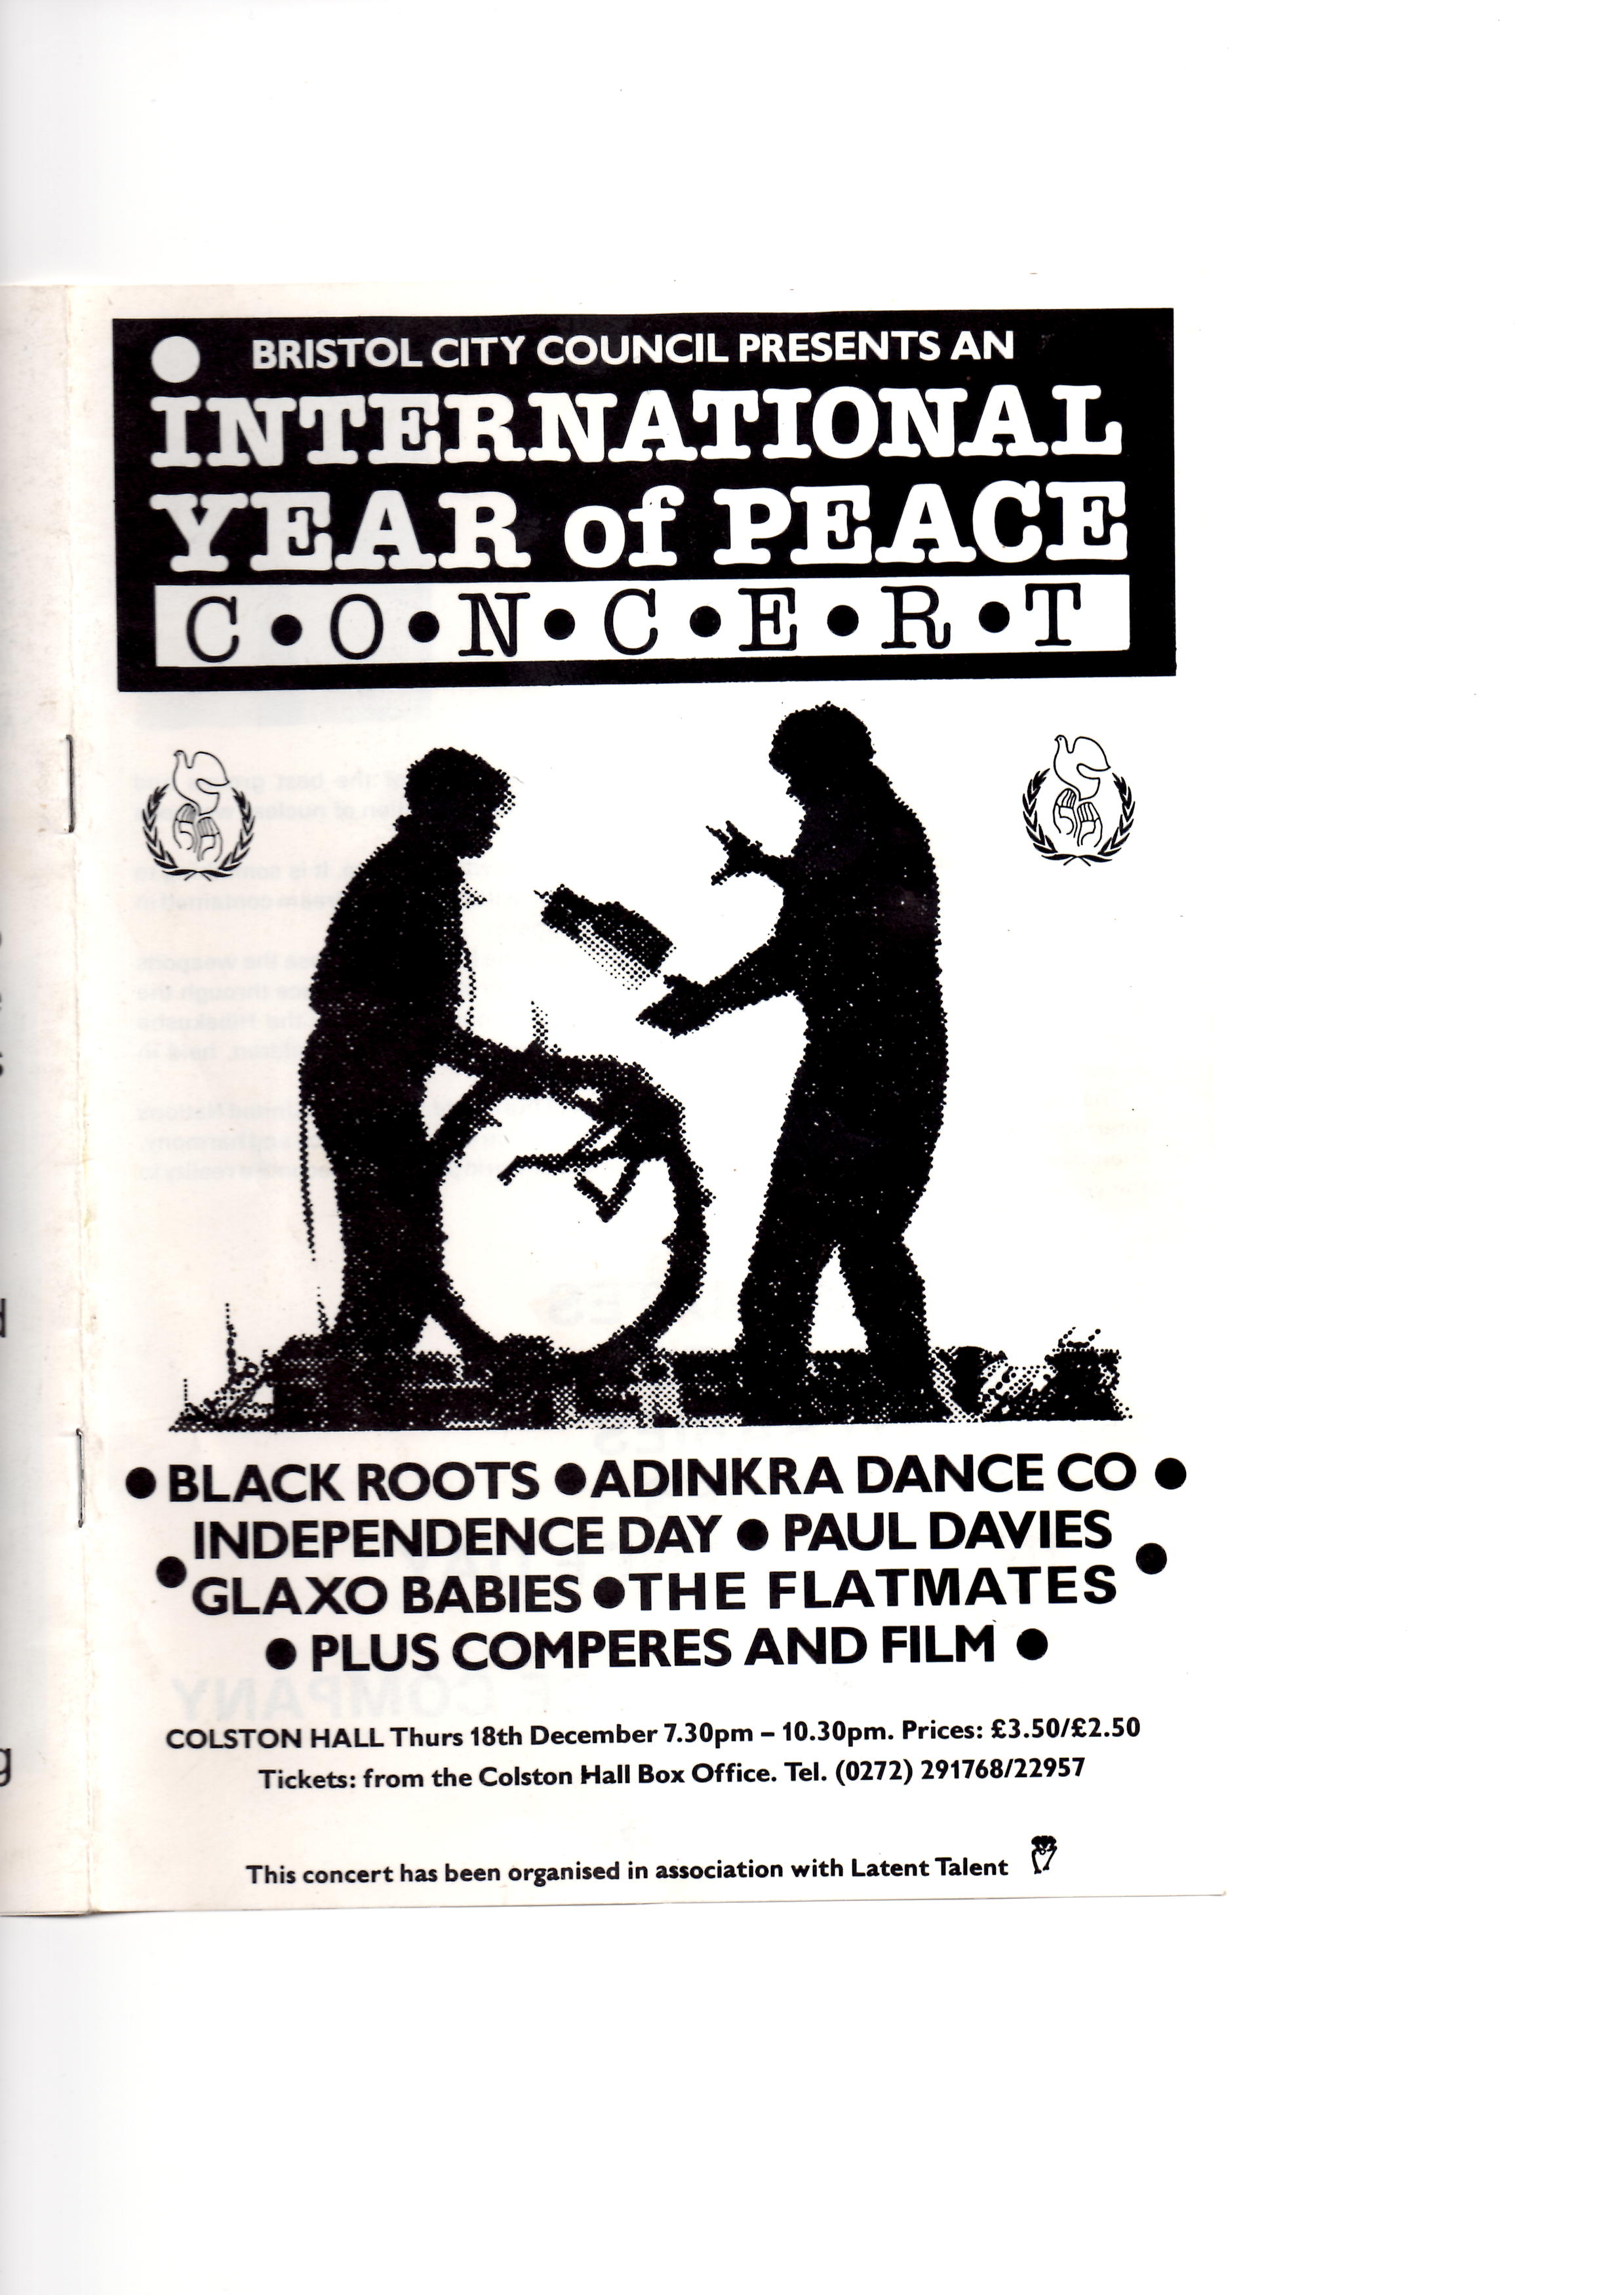 BRISTOL CITY COUNCIL PRESENTS AN
INTERNATIONAL
YEAR of PEACE
C•O•N•C•E•R•T
● BLACK ROOTS ● ADINKRA DANCE CO ●
INDEPENDENCE DAY ● PAUL DAVIES
● GLAXO BABIES ● THE FLATMATES ●
● PLUS COMPERES AND FILM ●
COLSTON HALL Thurs 18th December 7.30pm – 10.30pm. Prices: £3.50/£2.50
Tickets: from the Colston Hall Box Office. Tel. (0272) 291768/22957
This concert has been organised in association with Latent Talent